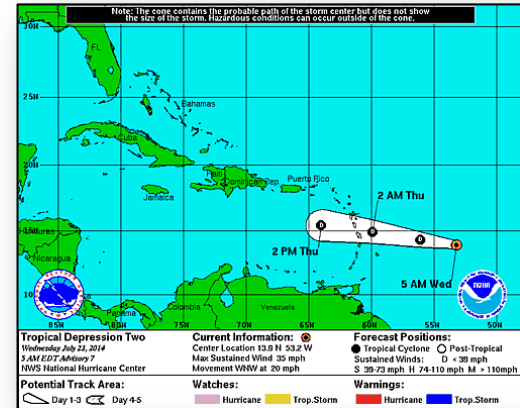 Note: The cone contains the probable path of the storm center but does not show
the size of the storm. Hazardous conditions can occur outside of the cone.
30N
FL
25N
Bahamas
Cuba
20N
Haiti
Dominican Rep.
Puerto Rico
Jamaica
2 AM Thu
D
D
D
15N
2 PM Thu
Nicaragua
5 AM Wed
10N
Panama
Colombia
Venezuela
NOAA
85W 80W 75W 70W 65W 60W 55W 50W
Tropical Depression Two
Wednesday July 23, 2014
5 AM EDT Advisory 7
NWS National Hurricane Center
Current Information:
Center Location 13.9 N 53.2 W
Max Sustained Wind 35 mph
Movement WNW at 20 mph
Forecast Positions:
Tropical Cyclone Post-Tropical
Sustained Winds: D < 39 mph
S 39-73 mph H 74-110 mph M > 110mph
Potential Track Area:
Day 1-3 Day 4-5
Watches:
Hurricane Trop.Storm
Warnings:
Hurricane Trop.Storm